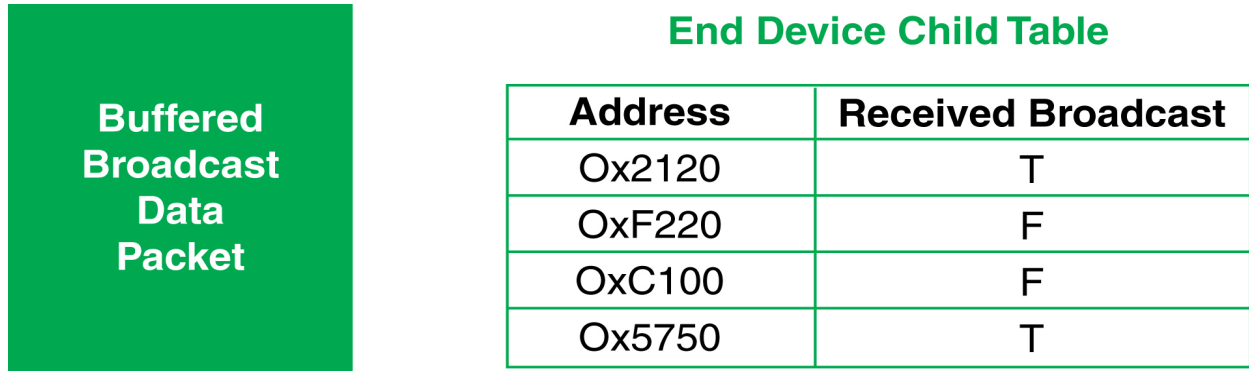 Buffered
Broadcast
Data
Packet
End Device Child Table
Address Received Broadcast
Ox2120 T
OxF220 F
OxC100 F
Ox5750 T